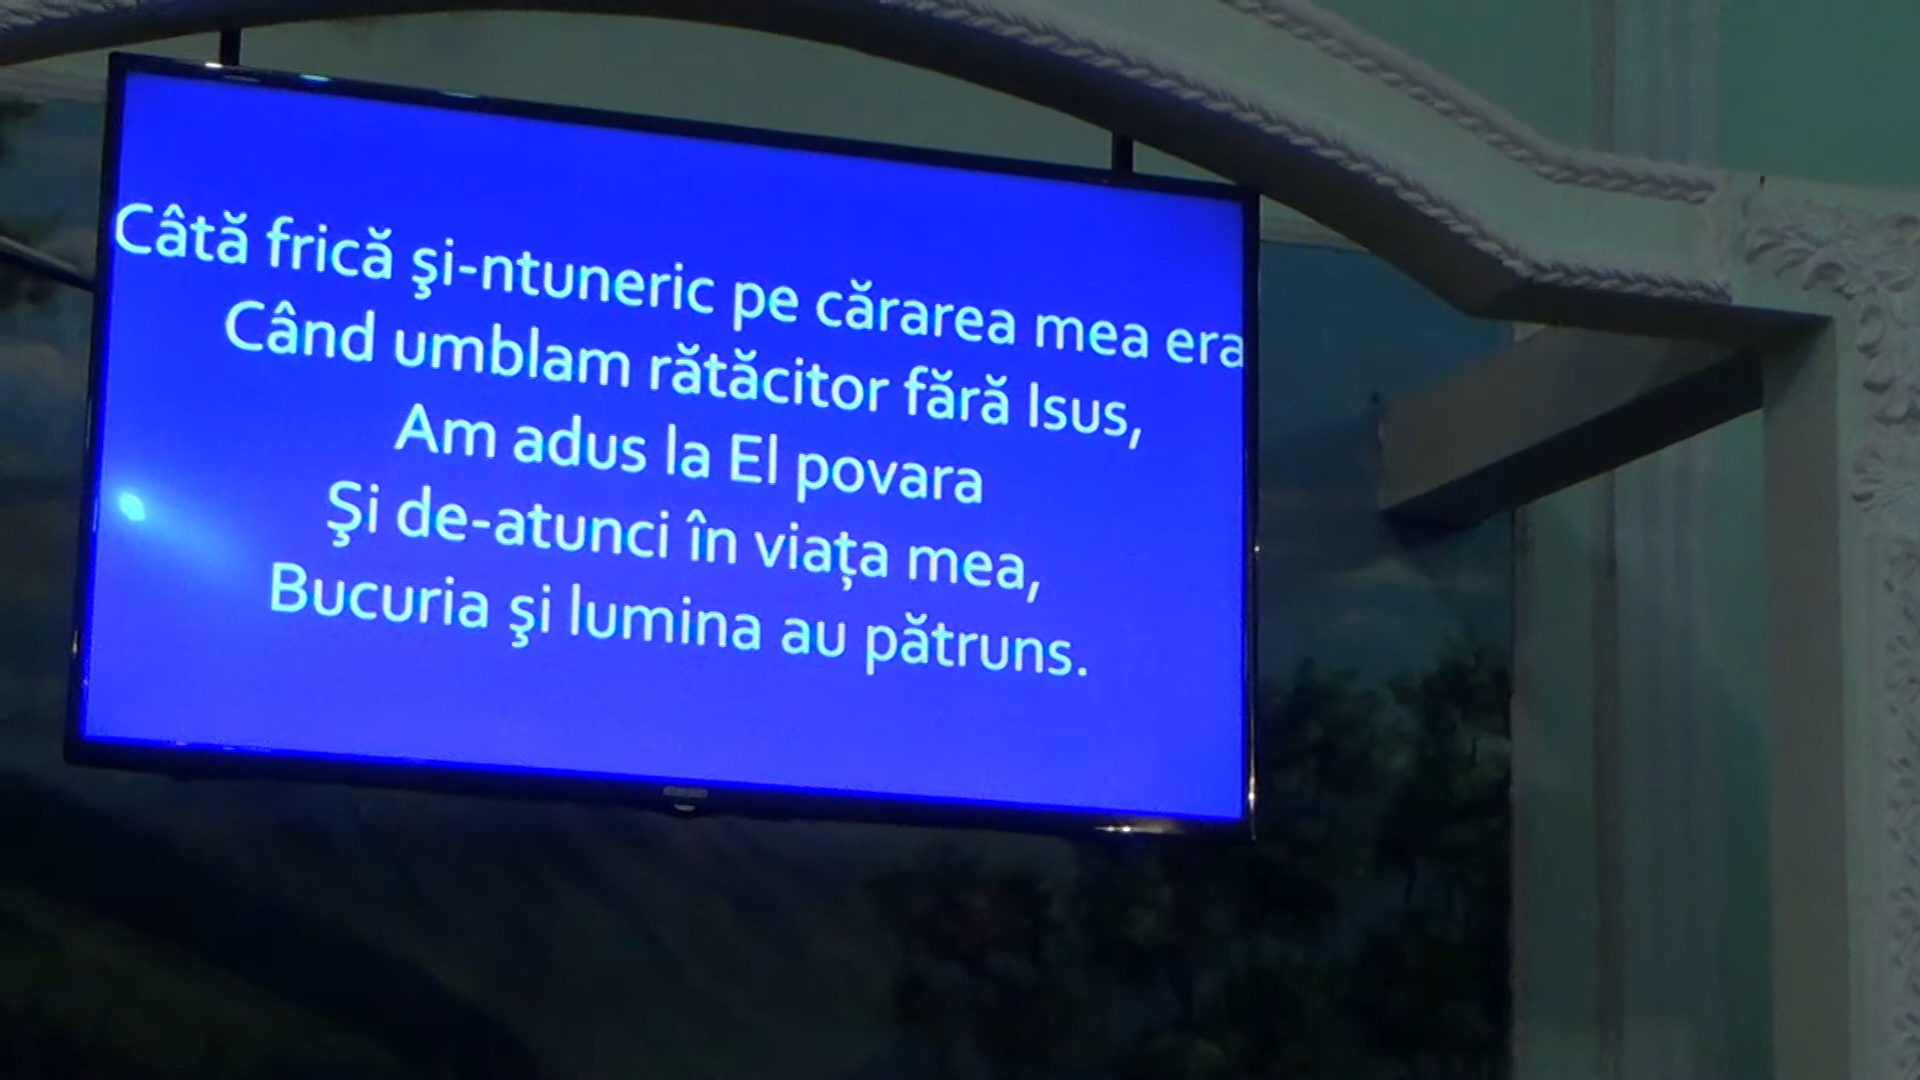 Câtă frică şi-ntuneric pe cărarea mea era
Când umblam rătăcitor fără Isus,
Am adus la El povara
Şi de-atunci în viața mea,
Bucuria şi lumina au pătruns.